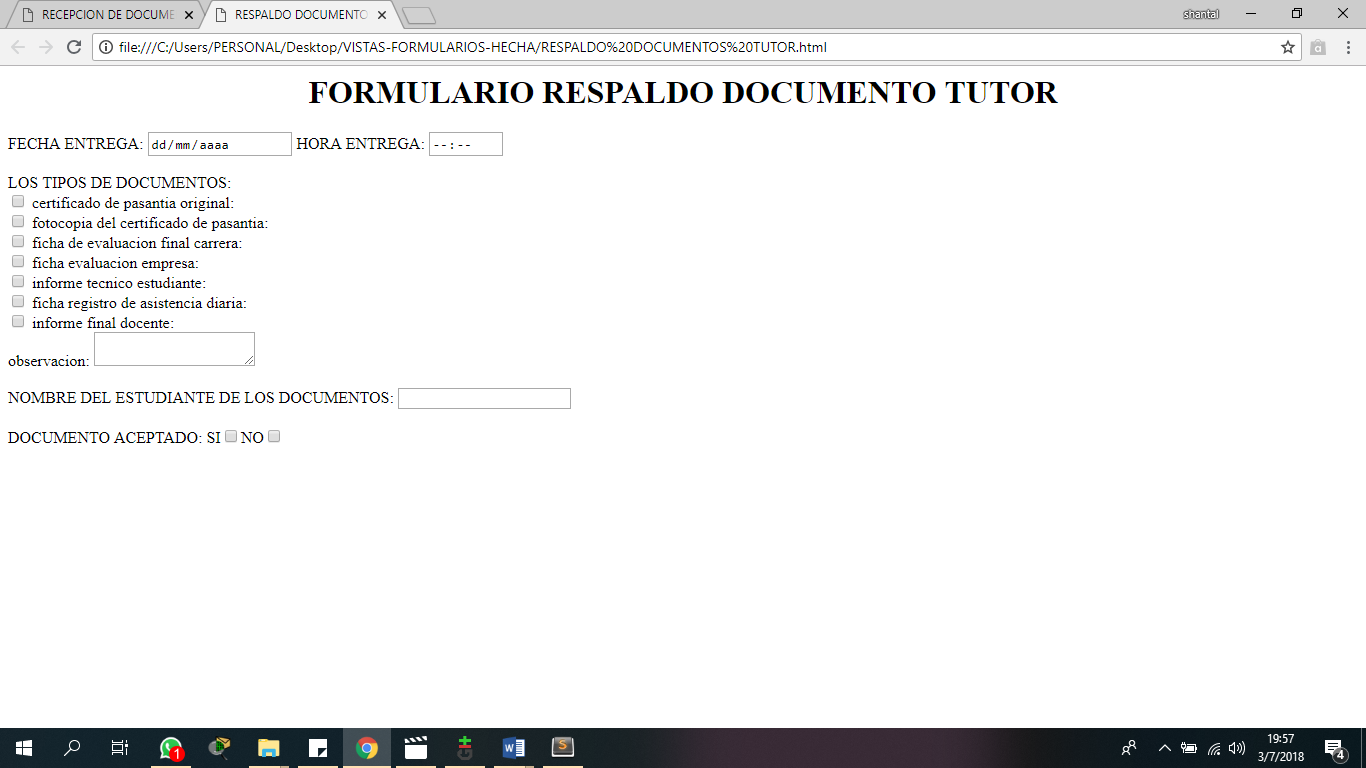 RECEPCION DE DOCUME
RESPALDO DOCUMENTO
shantal
file:///C:/Users/PERSONAL/Desktop/VISTAS-FORMULARIOS-HECHA/RESPALDO%20DOCUMENTOS%20TUTOR.html
FORMULARIO RESPALDO DOCUMENTO TUTOR
FECHA ENTREGA: dd/mm/aaaa HORA ENTREGA: --:--
LOS TIPOS DE DOCUMENTOS:
certificado de pasantia original:
fotocopia del certificado de pasantia:
ficha de evaluacion final carrera:
ficha evaluacion empresa:
informe tecnico estudiante:
ficha registro de asistencia diaria:
informe final docente:
observacion:
NOMBRE DEL ESTUDIANTE DE LOS DOCUMENTOS:
DOCUMENTO ACEPTADO: SI NO
1
19:57
3/7/2018
4